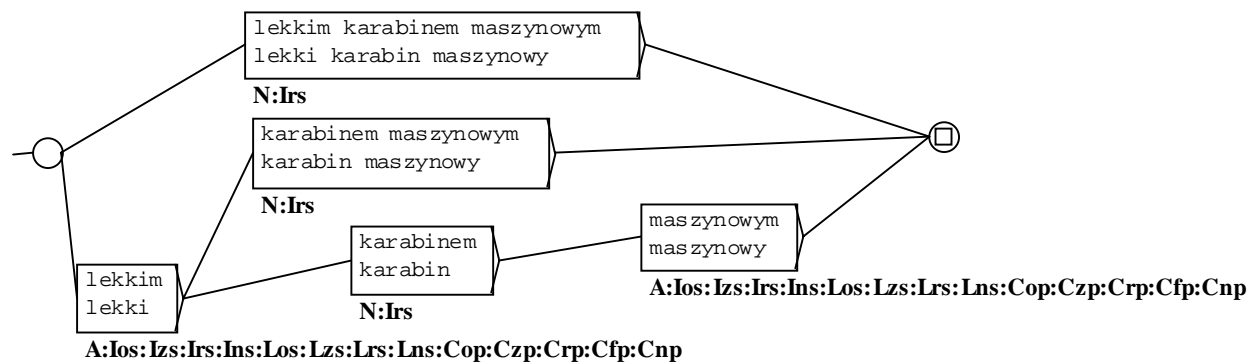 lekkim karabinem maszynowym
lekki karabin maszynowy
N:Irs
karabinem maszynowym
karabin maszynowy
N:Irs
maszynowym
maszynowy
A:Ios:Izs:Irs:Ins:Los:Lzs:Lrs:Lns:Cop:Czp:Crp:Cfp:Cnp
karabinem
karabin
N:Irs
lekkim
lekki
A:Ios:Izs:Irs:Ins:Los:Lzs:Lrs:Lns:Cop:Czp:Crp:Cfp:Cnp